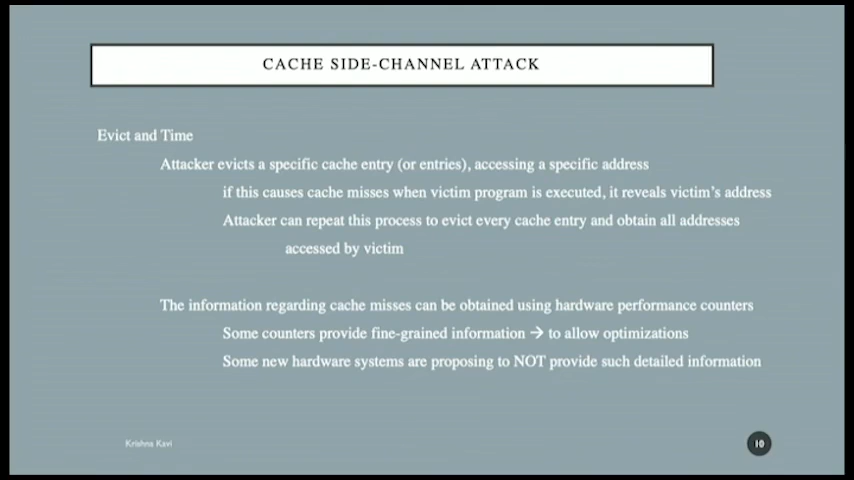 CACHE SIDE-CHANNEL ATTACK
Evict and Time
Attacker evicts a specific cache entry (or entries), accessing a specific address
if this causes cache misses when victim program is executed, it reveals victim's address
Attacker can repeat this process to evict every cache entry and obtain all addresses
accessed by victim
The information regarding cache misses can be obtained using hardware performance counters
Some counters provide fine-grained information → to allow optimizations
Some new hardware systems are proposing to NOT provide such detailed information
Krishna Kavi
10